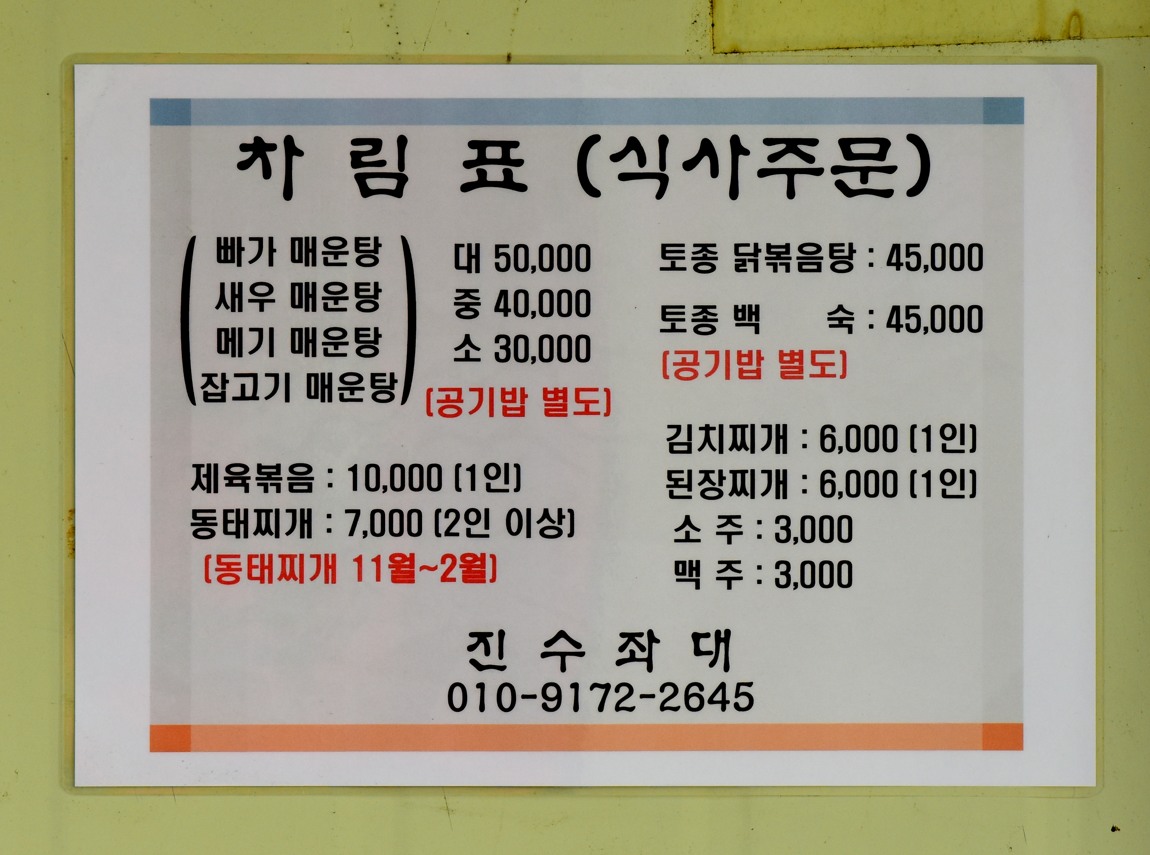 차 림 표 (식사주문)
빠가 매운탕
새우 매운탕
메기 매운탕
잡고기 매운탕
대 50,000
중 40,000
소 30,000
(공기밥 별도)
제육볶음 : 10,000 (1인)
동태찌개 : 7,000 (2인 이상)
(동태찌개 11월~2월)
토종 닭볶음탕 : 45,000
토종 백 숙 : 45,000
(공기밥 별도)
김치찌개 : 6,000 (1인)
된장찌개 : 6,000 (1인)
소 주 : 3,000
맥 주 : 3,000
진 수 좌 대
010-9172-2645